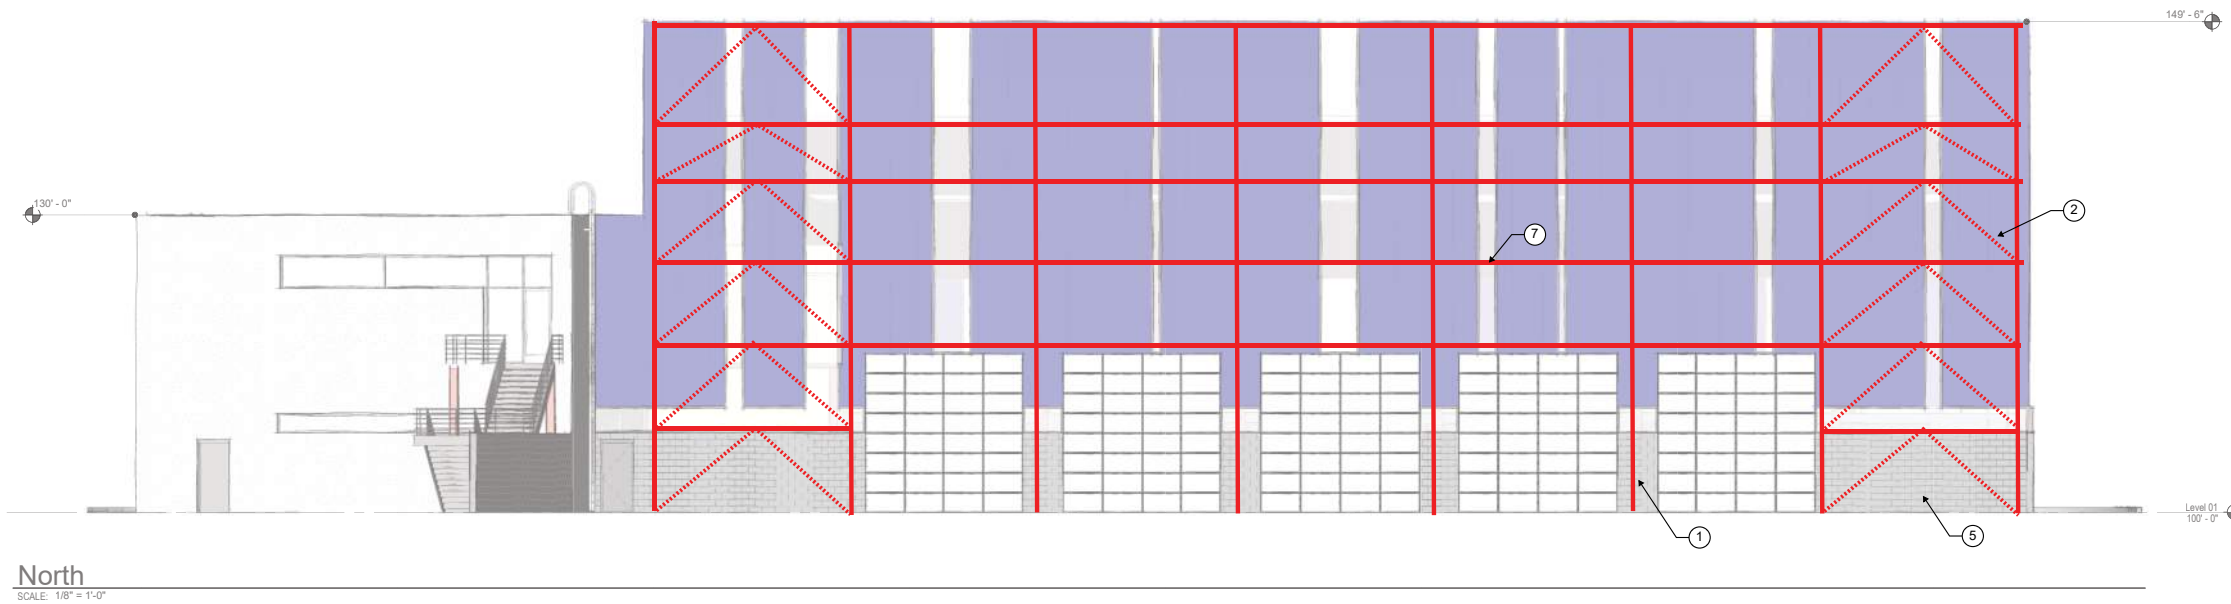 149' - 6"
130' - 0"
2
7
Level 01
100' - 0"
1
5
North
SCALE: 1/8" = 1'-0"